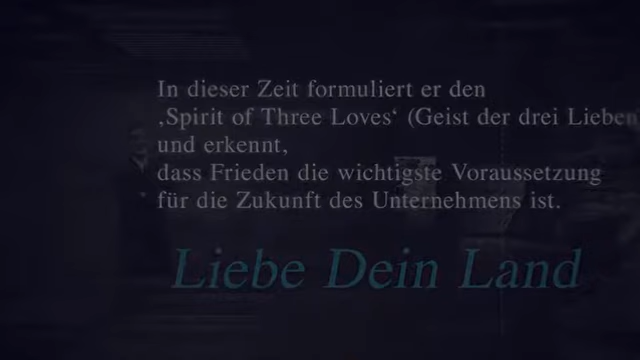 In dieser Zeit formuliert er den
‚Spirit of Three Loves‘ (Geist der drei Lieben
und erkennt,
dass Frieden die wichtigste Voraussetzung
für die Zukunft des Unternehmens ist.
Liebe Dein Land